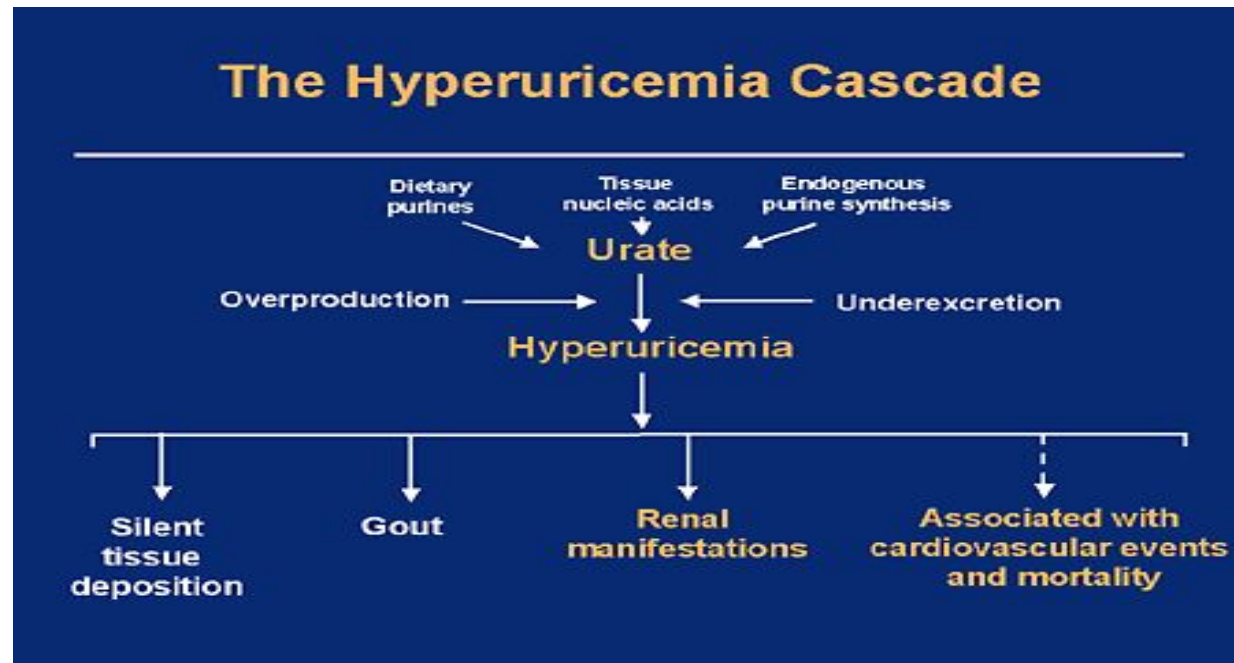 The Hyperuricemia Cascade
Dietary
purines
Tissue
nucleic acids
Endogenous
purine synthesis
Urate
Overproduction
Underexcretion
Hyperuricemia
Silent
tissue
deposition
Gout
Renal
manifestations
Associated with
cardiovascular events
and mortality